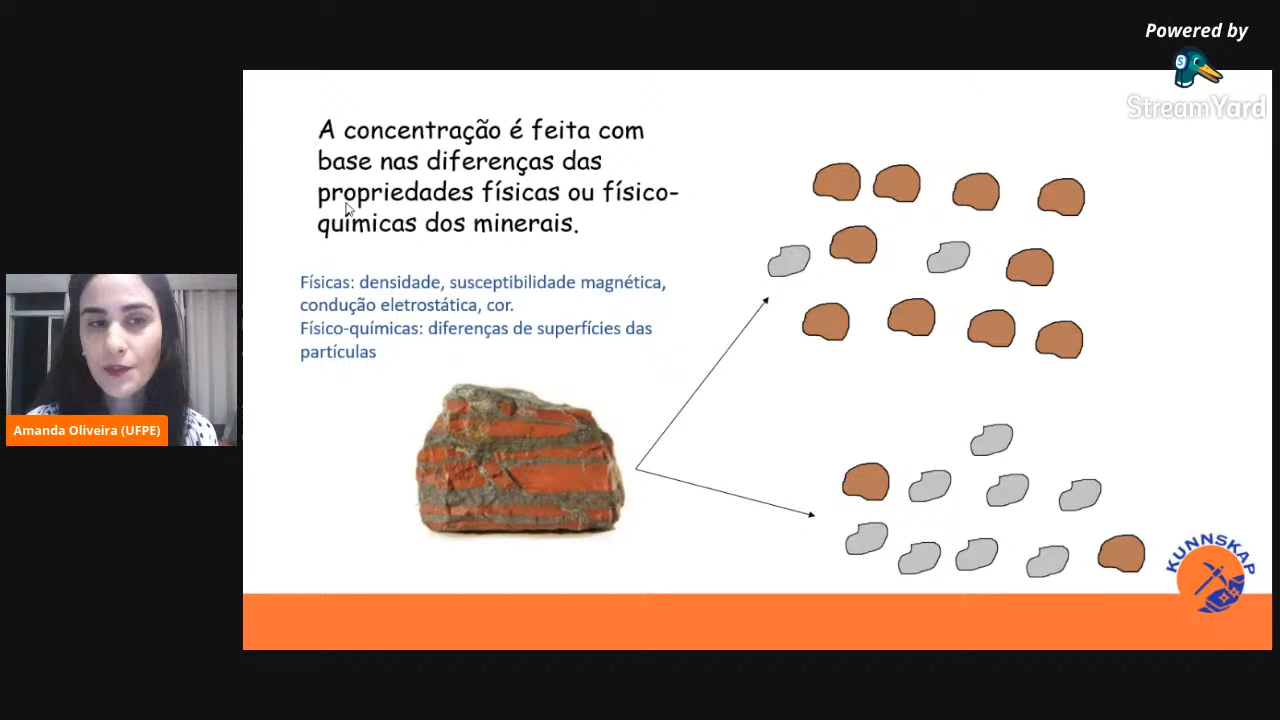 Powered by
StreamYard
A concentração é feita com
base nas diferenças das
propriedades físicas ou físico-
químicas dos minerais.
Físicas: densidade, susceptibilidade magnética,
condução eletrostática, cor.
Físico-químicas: diferenças de superfícies das
partículas
Amanda Oliveira (UFPE)
KUNNSKAP